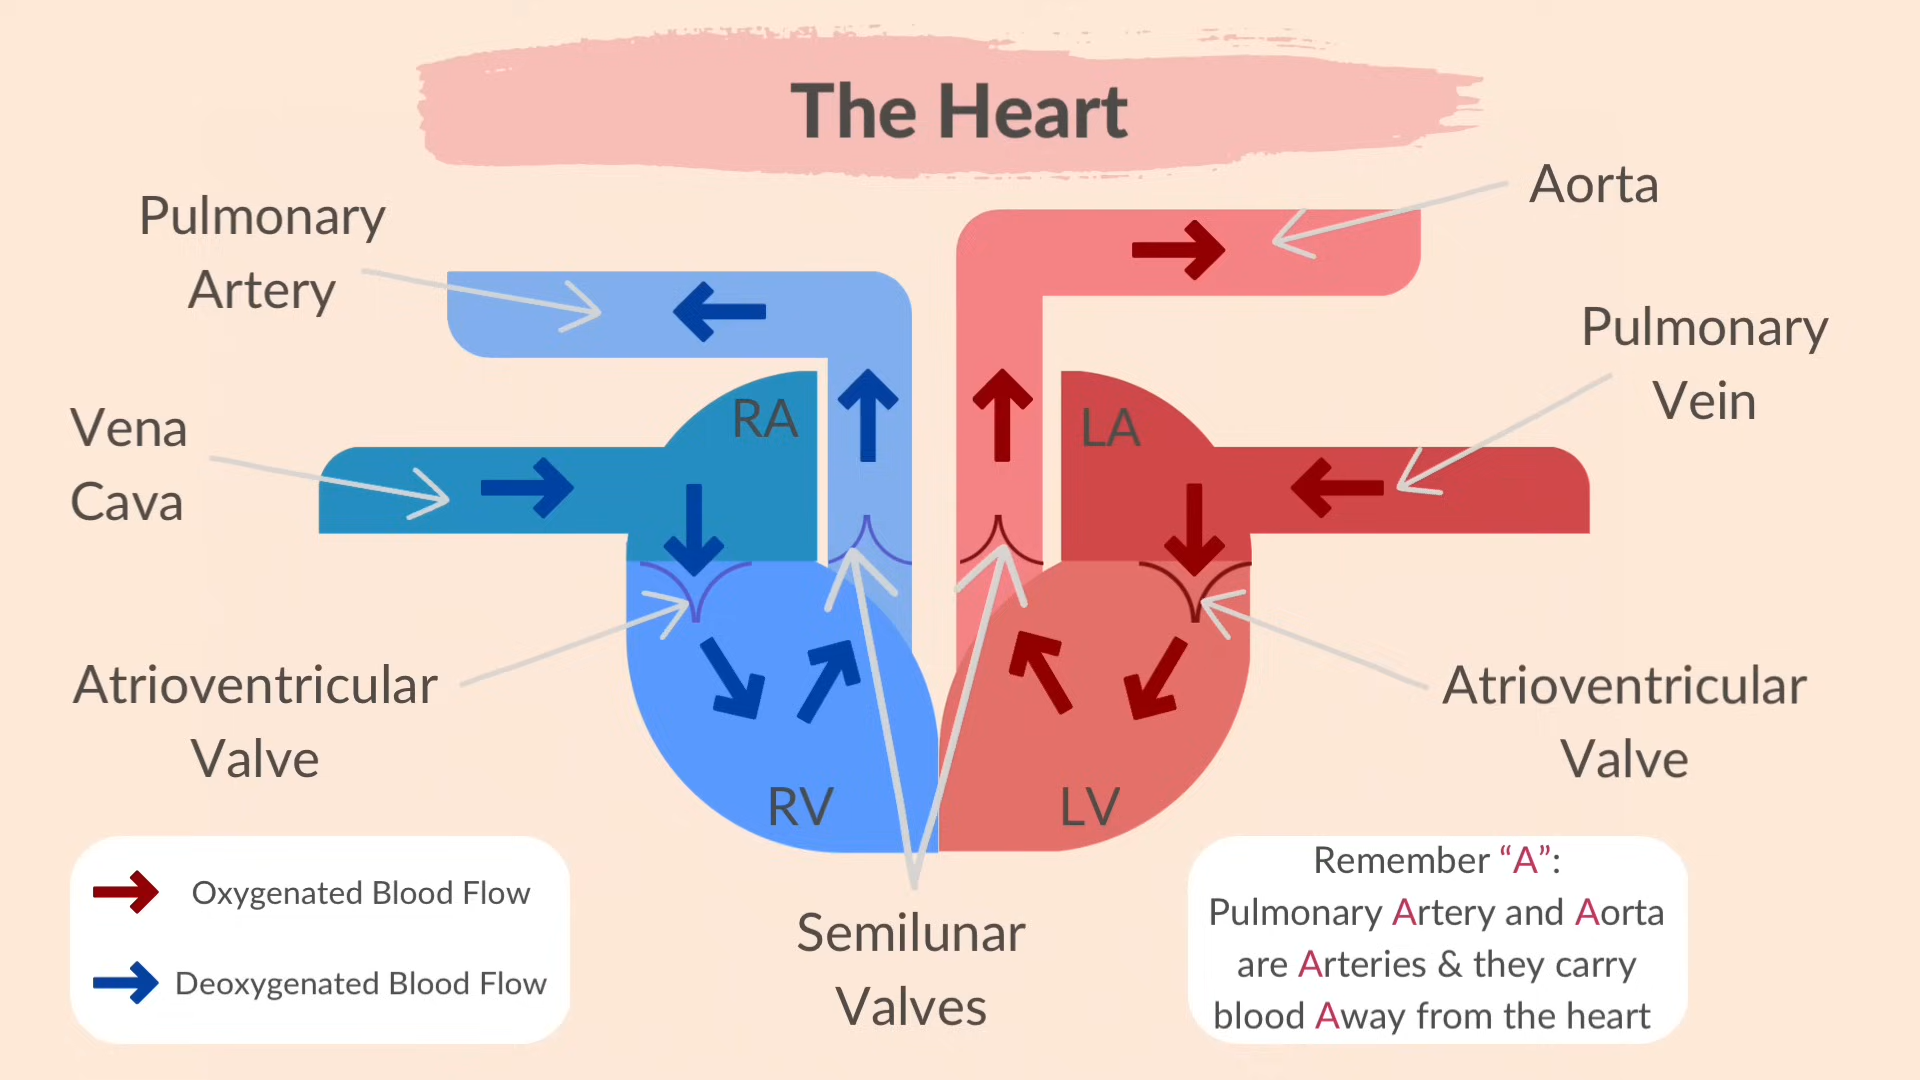 The Heart
Pulmonary
Artery
Aorta
Pulmonary
Vein
Vena
Cava
RA
LA
Atrioventricular
Valve
Atrioventricular
Valve
RV
LV
Semilunar
Valves
Oxygenated Blood Flow
Deoxygenated Blood Flow
Remember “A”:
Pulmonary Artery and Aorta
are Arteries & they carry
blood Away from the heart